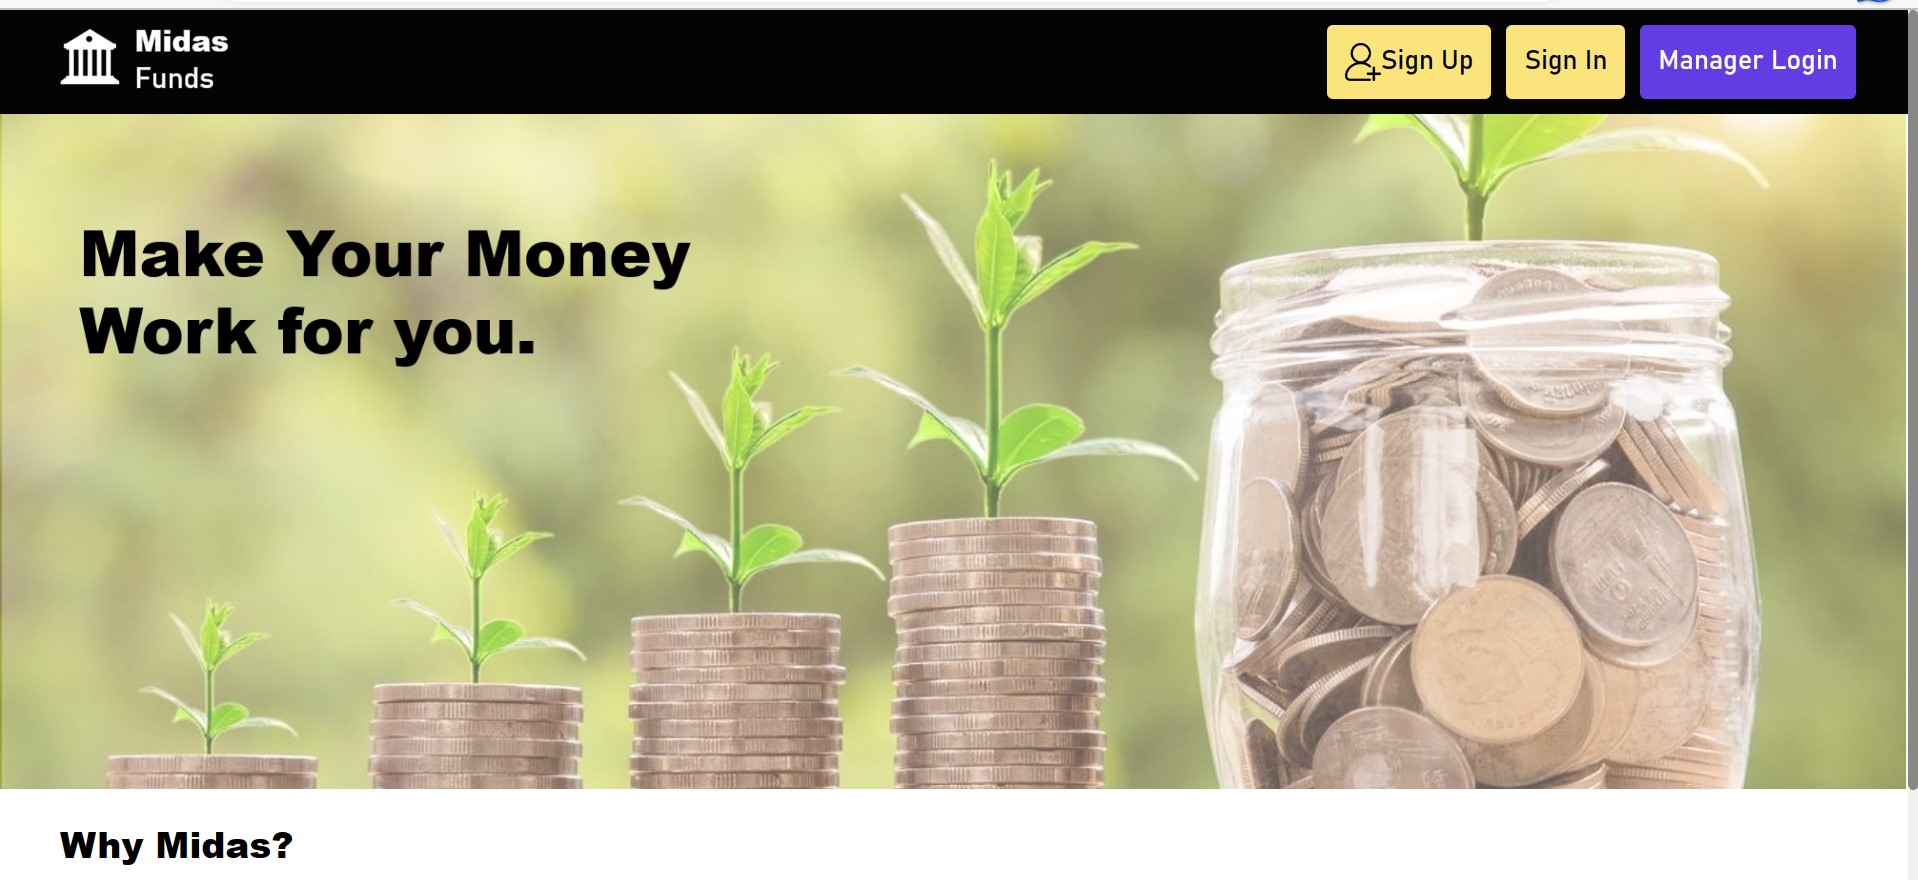 Midas
Funds
Sign Up
Sign In
Manager Login
Make Your Money
Work for you.
Why Midas?